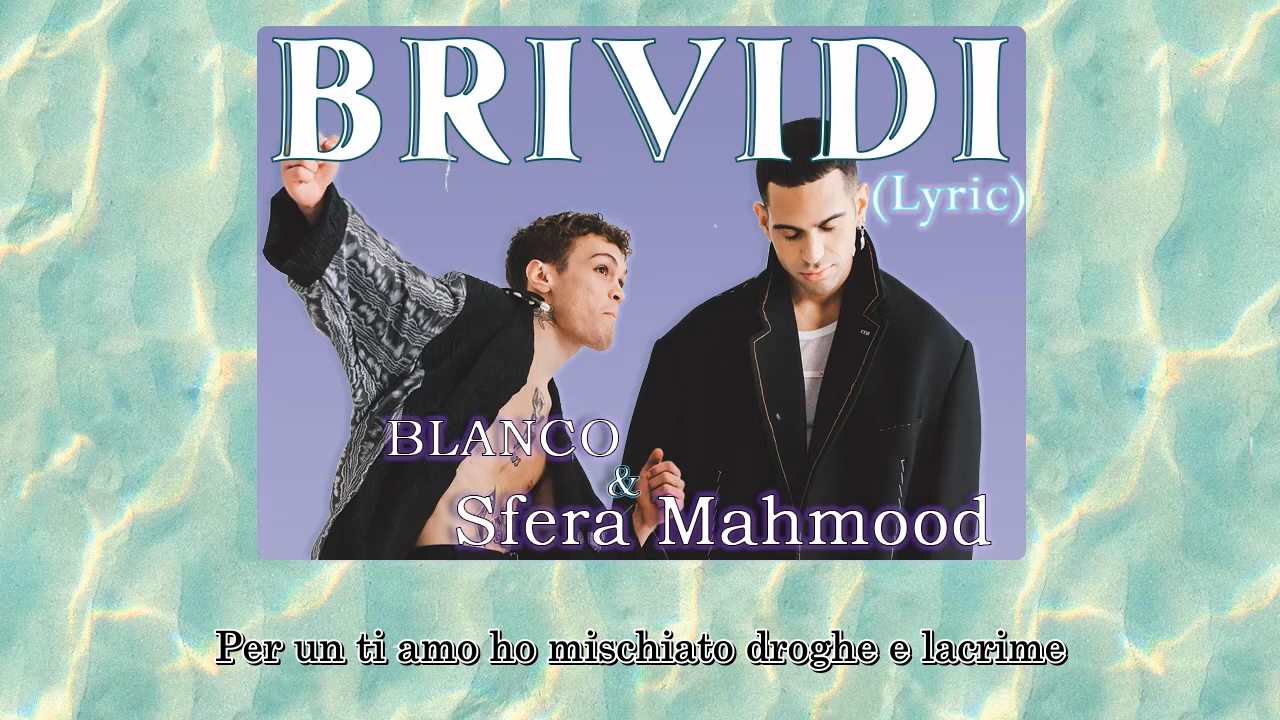 BRIVIDI
(Lyric)
BLANCO
&
Sfera Mahmood
Per un ti amo ho mischiato droghe e lacrime